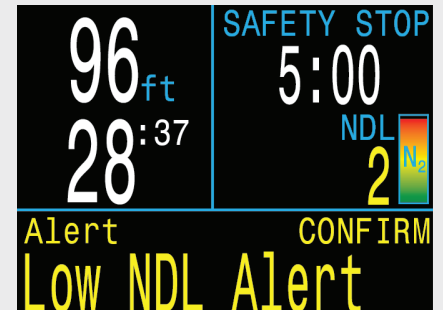 96ft
28:37
SAFETY STOP
5:00
NDL
2
N2
Alert
CONFIRM
Low NDL Alert